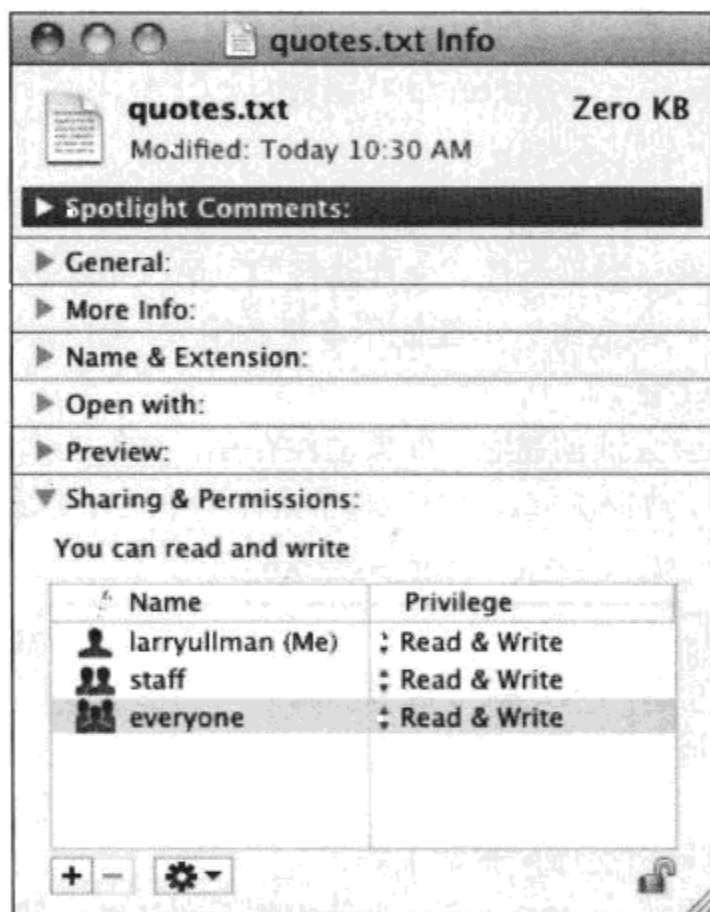 quotes.txt Info
quotes.txt Zero KB
Modified: Today 10:30 AM
Spotlight Comments:
General:
More Info:
Name & Extension:
Open with:
Preview:
Sharing & Permissions:
You can read and write
Name Privilege
larryullman (Me) Read & Write
staff Read & Write
everyone Read & Write